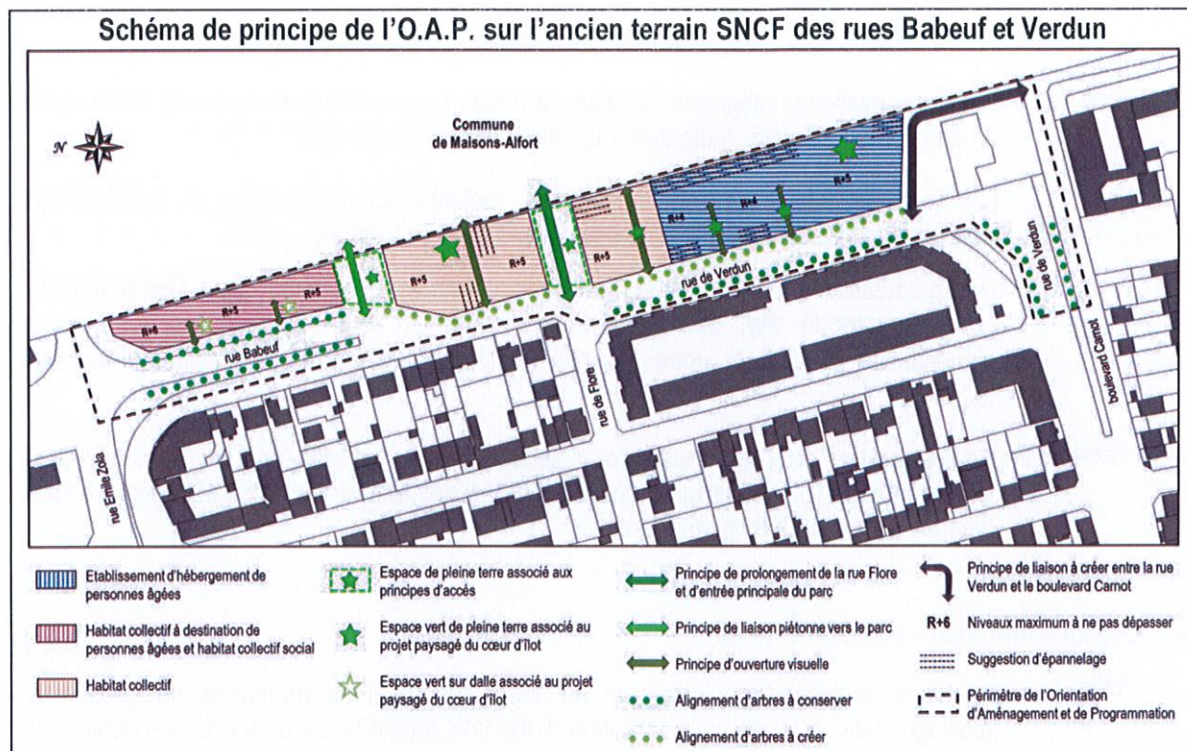 Schéma de principe de l'O.A.P. sur l'ancien terrain SNCF des rues Babeuf et Verdun
Commune
de Maisons-Alfort
N
R+5
R+4
R+4
R+5
R+5
R+5
R+5
R+5
R+5
R+6
rue de Verdun
rue de Verdun
rue Babeuf
rue de Flore
boulevard Carnot
rue Emile Zola
Etablissement d'hébergement de
personnes âgées
Habitat collectif à destination de
personnes âgées et habitat collectif social
Habitat collectif
Espace de pleine terre associé aux
principes d'accés
Espace vert de pleine terre associé au
projet paysagé du cœur d'îlot
Espace vert sur dalle associé au projet
paysagé du cœur d'îlot
Principe de prolongement de la rue Flore
et d'entrée principale du parc
Principe de liaison piétonne vers le parc
Principe d'ouverture visuelle
Alignement d'arbres à conserver
Alignement d'arbres à créer
Principe de liaison à créer entre la rue
Verdun et le boulevard Carnot
R+6 Niveaux maximum à ne pas dépasser
Suggestion d'épannelage
Périmètre de l'Orientation
d'Aménagement et de Programmation